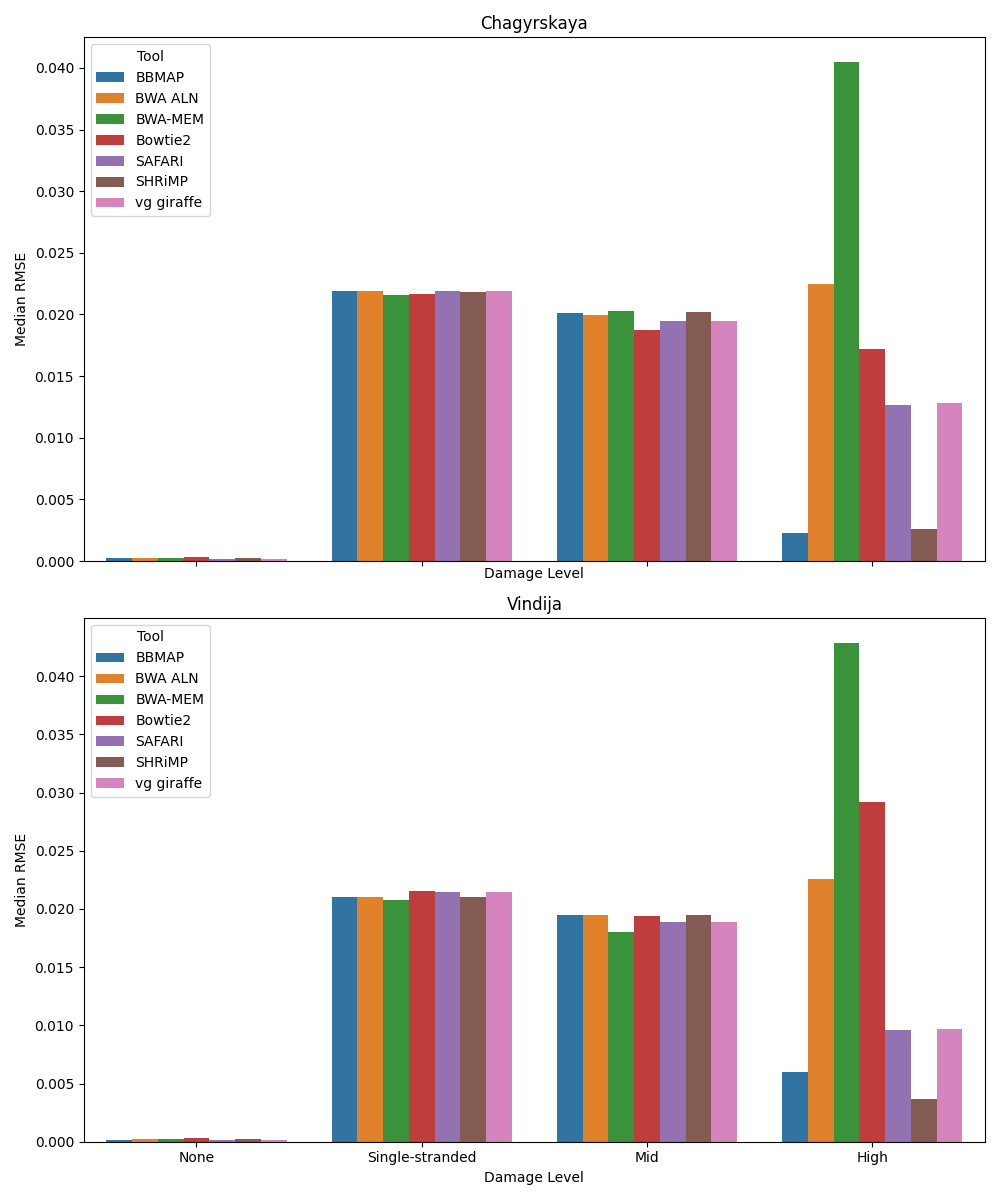 Chagyrskaya
Tool
BBMAP
BWA ALN
BWA-MEM
Bowtie2
SAFARI
SHRiMP
vg giraffe
0.040
0.035
0.030
0.025
0.020
0.015
0.010
0.005
0.000
Median RMSE
Damage Level
Vindija
Tool
BBMAP
BWA ALN
BWA-MEM
Bowtie2
SAFARI
SHRiMP
vg giraffe
0.040
0.035
0.030
0.025
0.020
0.015
0.010
0.005
0.000
Median RMSE
None Single-stranded Mid High
Damage Level